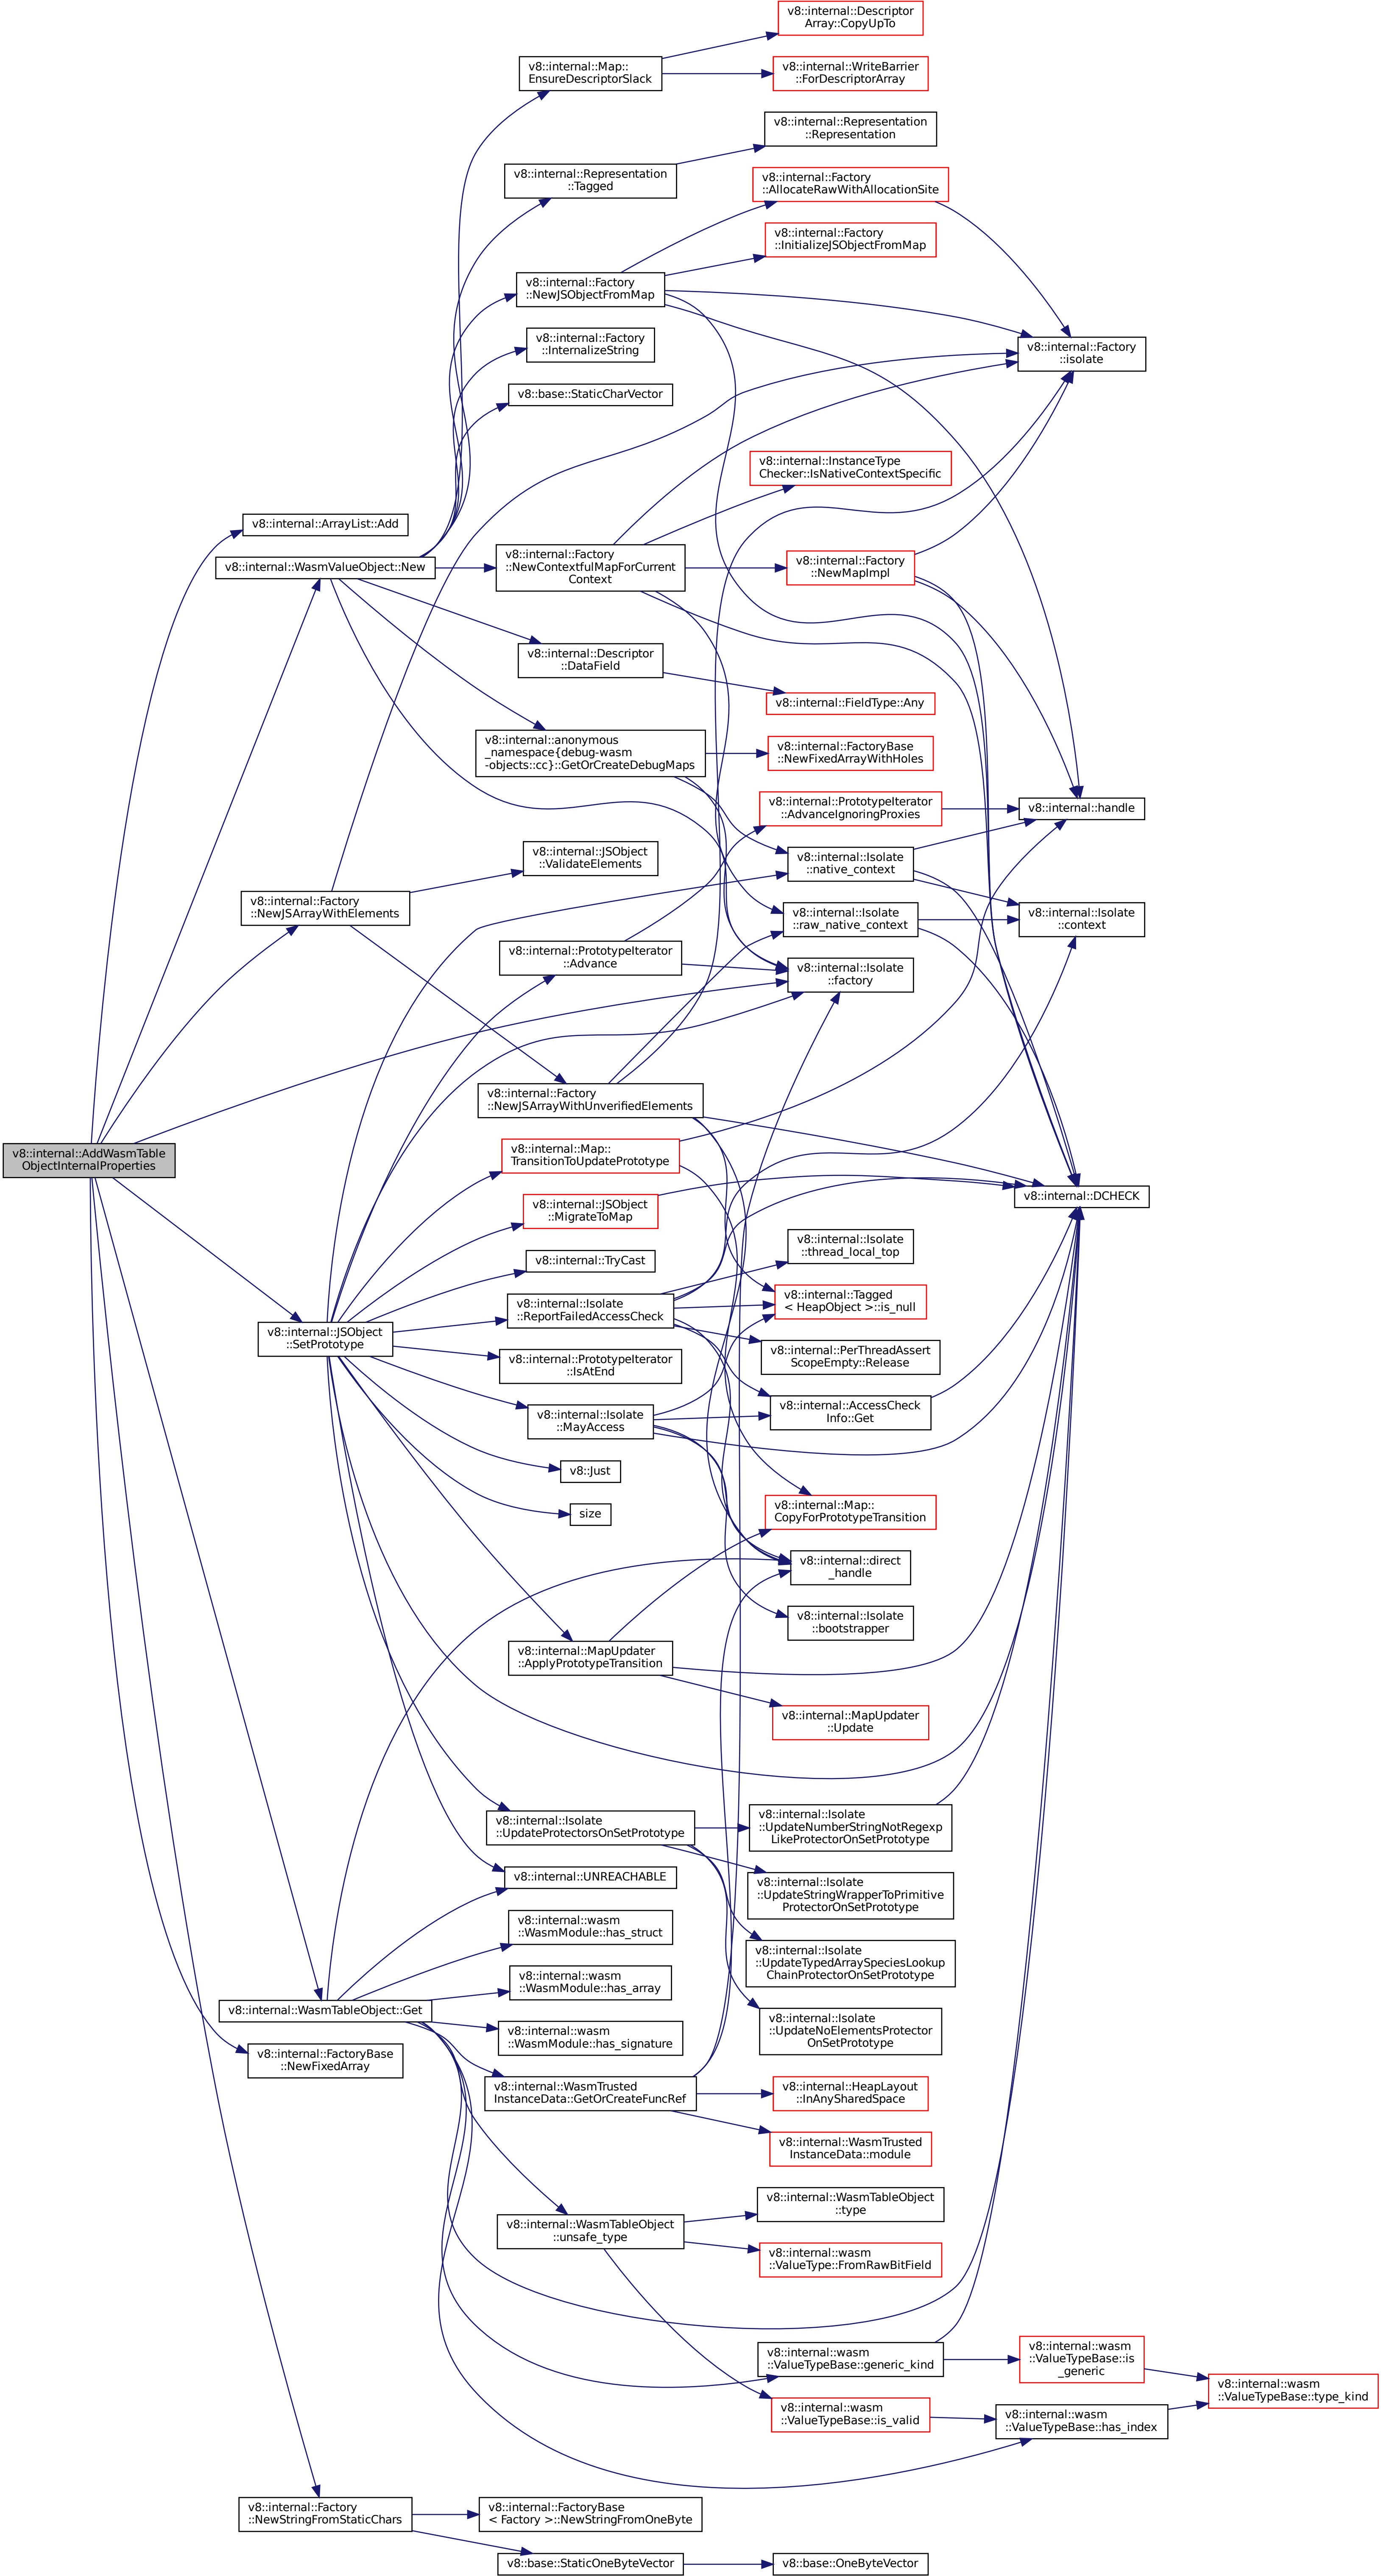 v8::internal::Descriptor
Array::CopyUpTo
v8::internal::Map::
EnsureDescriptorSlack
v8::internal::WriteBarrier
::ForDescriptorArray
v8::internal::Representation
::Representation
v8::internal::Representation
::Tagged
v8::internal::Factory
::AllocateRawWithAllocationSite
v8::internal::Factory
::InitializeJSObjectFromMap
v8::internal::Factory
::NewJSObjectFromMap
v8::internal::Factory
::InternalizeString
v8::internal::Factory
::isolate
v8::base::StaticCharVector
v8::internal::InstanceType
Checker::IsNativeContextSpecific
v8::internal::ArrayList::Add
v8::internal::WasmValueObject::New
v8::internal::Factory
::NewContextfulMapForCurrent
Context
v8::internal::Factory
::NewMapImpl
v8::internal::Descriptor
::DataField
v8::internal::FieldType::Any
v8::internal::anonymous
_namespace{debug-wasm
-objects::cc}::GetOrCreateDebugMaps
v8::internal::FactoryBase
::NewFixedArrayWithHoles
v8::internal::PrototypeIterator
::AdvanceIgnoringProxies
v8::internal::handle
v8::internal::JSObject
::ValidateElements
v8::internal::Isolate
::native_context
v8::internal::Factory
::NewJSArrayWithElements
v8::internal::Isolate
::raw_native_context
v8::internal::Isolate
::context
v8::internal::PrototypeIterator
::Advance
v8::internal::Isolate
::factory
v8::internal::Factory
::NewJSArrayWithUnverifiedElements
v8::internal::AddWasmTable
ObjectInternalProperties
v8::internal::Map::
TransitionToUpdatePrototype
v8::internal::JSObject
::MigrateToMap
v8::internal::DCHECK
v8::internal::TryCast
v8::internal::Isolate
::thread_local_top
v8::internal::Isolate
::ReportFailedAccessCheck
v8::internal::Tagged
< HeapObject >::is_null
v8::internal::JSObject
::SetPrototype
v8::internal::PrototypeIterator
::IsAtEnd
v8::internal::PerThreadAssert
ScopeEmpty::Release
v8::internal::Isolate
::MayAccess
v8::internal::AccessCheck
Info::Get
v8::Just
size
v8::internal::Map::
CopyForPrototypeTransition
v8::internal::direct
_handle
v8::internal::Isolate
::bootstrapper
v8::internal::MapUpdater
::ApplyPrototypeTransition
v8::internal::MapUpdater
::Update
v8::internal::Isolate
::UpdateProtectorsOnSetPrototype
v8::internal::Isolate
::UpdateNumberStringNotRegexp
LikeProtectorOnSetPrototype
v8::internal::UNREACHABLE
v8::internal::Isolate
::UpdateStringWrapperToPrimitive
ProtectorOnSetPrototype
v8::internal::wasm
::WasmModule::has_struct
v8::internal::Isolate
::UpdateTypedArraySpeciesLookup
ChainProtectorOnSetPrototype
v8::internal::wasm
::WasmModule::has_array
v8::internal::WasmTableObject::Get
v8::internal::wasm
::WasmModule::has_signature
v8::internal::Isolate
::UpdateNoElementsProtector
OnSetPrototype
v8::internal::FactoryBase
::NewFixedArray
v8::internal::WasmTrusted
InstanceData::GetOrCreateFuncRef
v8::internal::HeapLayout
::InAnySharedSpace
v8::internal::WasmTrusted
InstanceData::module
v8::internal::WasmTableObject
::type
v8::internal::WasmTableObject
::unsafe_type
v8::internal::wasm
::ValueType::FromRawBitField
v8::internal::wasm
::ValueTypeBase::generic_kind
v8::internal::wasm
::ValueTypeBase::is
_generic
v8::internal::wasm
::ValueTypeBase::type_kind
v8::internal::wasm
::ValueTypeBase::is_valid
v8::internal::wasm
::ValueTypeBase::has_index
v8::internal::Factory
::NewStringFromStaticChars
v8::internal::FactoryBase
< Factory >::NewStringFromOneByte
v8::base::StaticOneByteVector
v8::base::OneByteVector